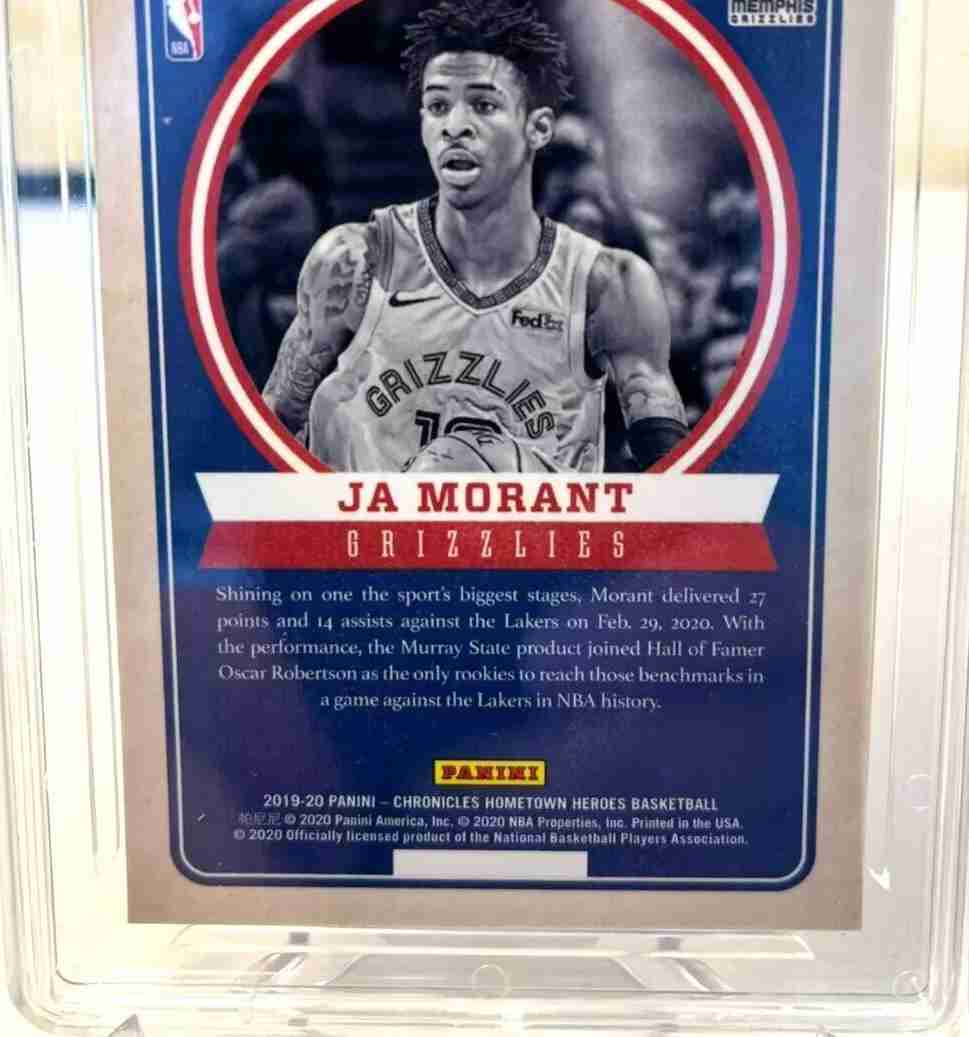 NBA
MEMPHIS
GRIZZLIES
FedEx
GRIZZLIES
12
JA MORANT
GRIZZLIES
Shining on one the sport's biggest stages, Morant delivered 27
points and 14 assists against the Lakers on Feb. 29, 2020. With
the performance, the Murray State product joined Hall of Famer
Oscar Robertson as the only rookies to reach those benchmarks in
a game against the Lakers in NBA history.
PANINI
2019-20 PANINI – CHRONICLES HOMETOWN HEROES BASKETBALL
帕尼尼 © 2020 Panini America, Inc. © 2020 NBA Properties, Inc. Printed in the USA.
© 2020 Officially licensed product of the National Basketball Players Association.